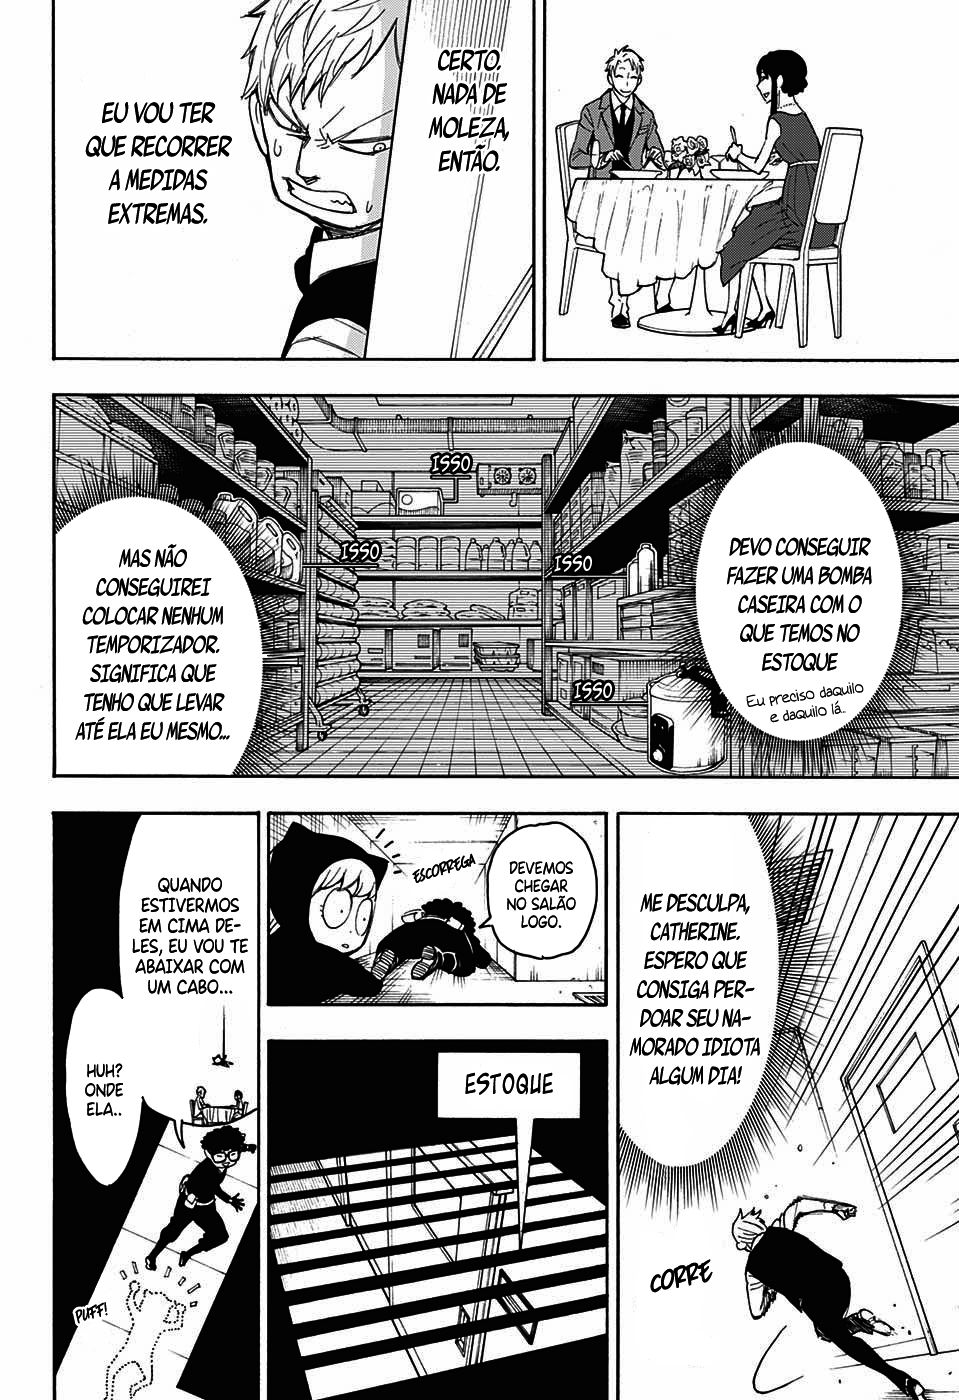 CERTO.
NADA DE
MOLEZA,
ENTÃO.
EU VOU TER
QUE RECORRER
A MEDIDAS
EXTREMAS.
DEVO CONSEGUIR
FAZER UMA BOMBA
CASEIRA COM O
QUE TEMOS NO
ESTOQUE
Eu preciso daquilo
e daquilo lá..
ISSO
ISSO
ISSO
ISSO
MAS NÃO
CONSEGUIREI
COLOCAR NENHUM
TEMPORIZADOR.
SIGNIFICA QUE
TENHO QUE LEVAR
ATÉ ELA EU MESMO...
ME DESCULPA,
CATHERINE.
ESPERO QUE
CONSIGA PER-
DOAR SEU NA-
MORADO IDIOTA
ALGUM DIA!
CORRE
DEVEMOS
CHEGAR
NO SALÃO
LOGO.
ESCORREGA
ESTOQUE
QUANDO
ESTIVERMOS
EM CIMA DE-
LES, EU VOU TE
ABAIXAR COM
UM CABO...
HUH?
ONDE
ELA..
PUFF!